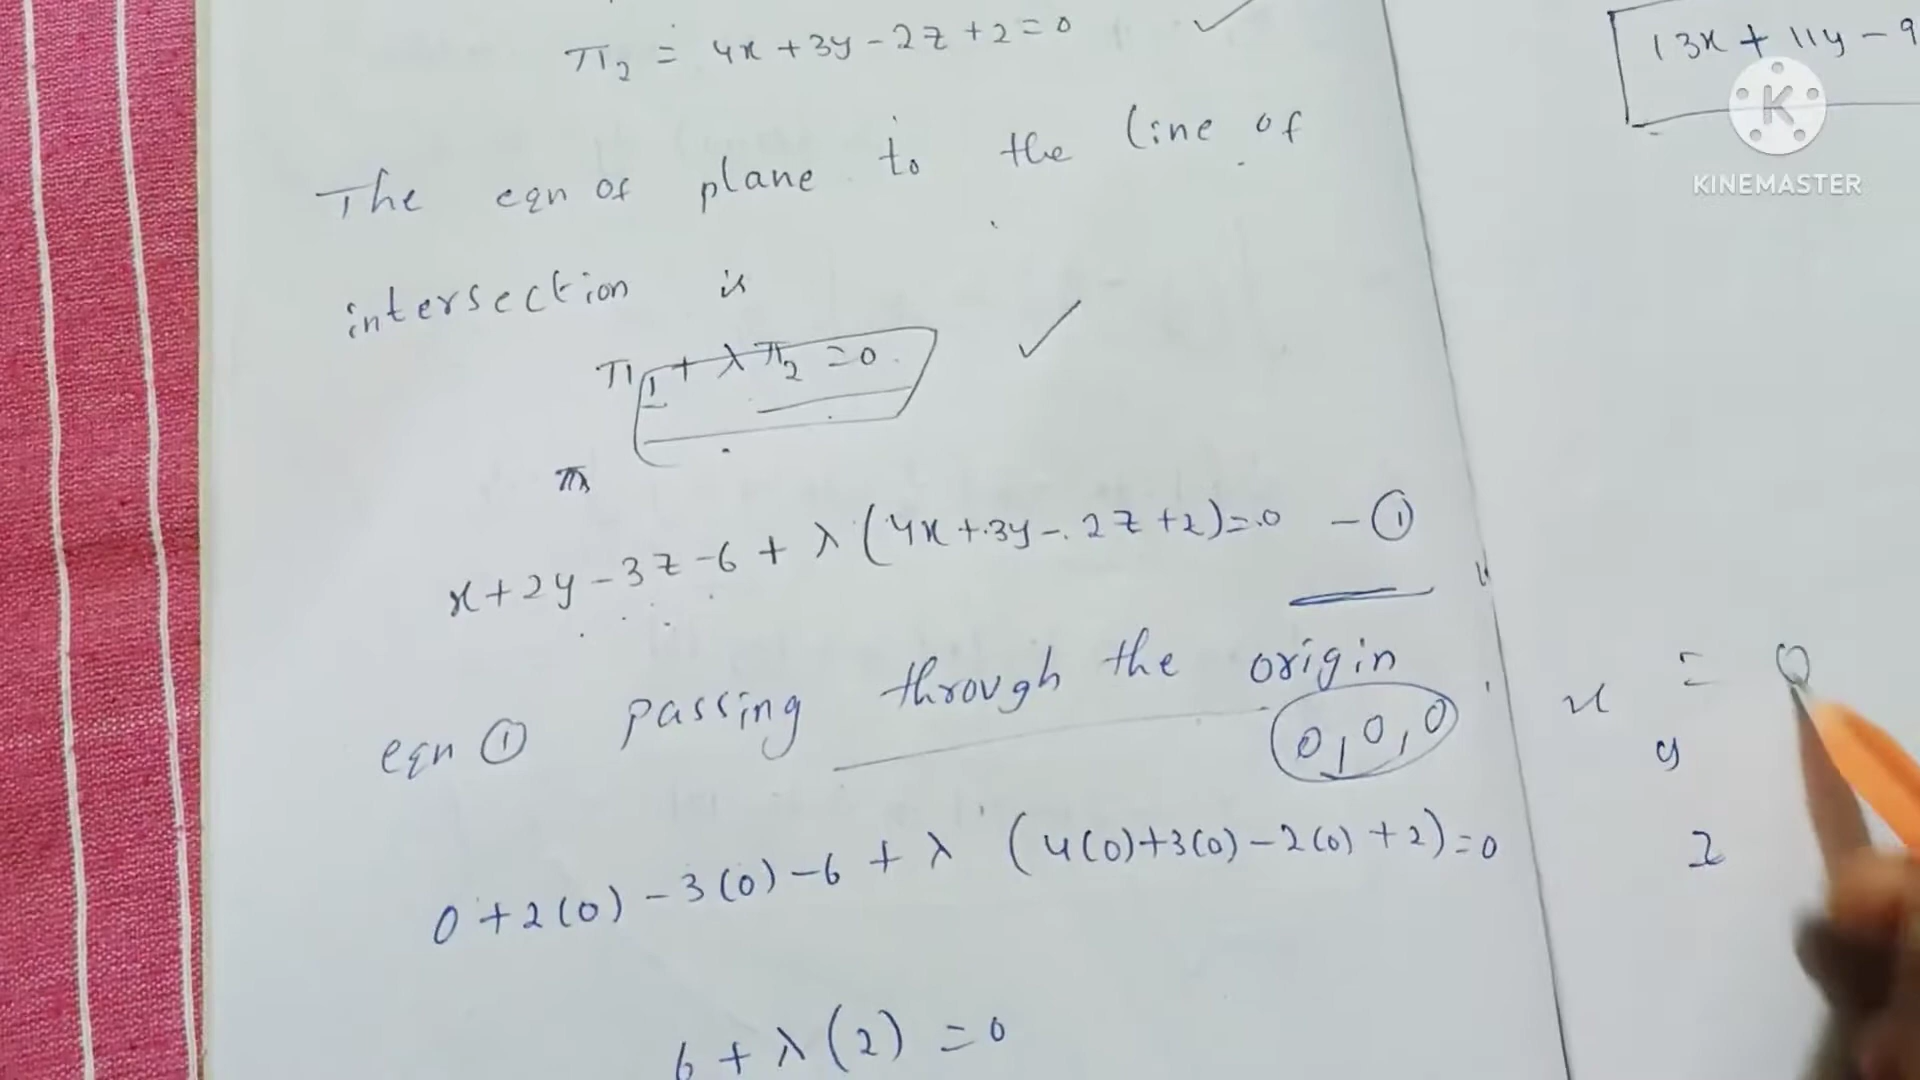 π₂ = 4x + 3y - 2z + 2 = 0
The eqn of plane to the line of
intersection is
π₁ + λ π₂ = 0
π
x + 2y - 3z - 6 + λ (4x + 3y - 2z + 2) = 0 - ①
eqn ① passing through the origin
0, 0, 0
0 + 2(0) - 3(0) - 6 + λ (4(0) + 3(0) - 2(0) + 2) = 0
6 + λ (2) = 0
13x + 11y - 9
KINEMASTER
x = 0
y
z